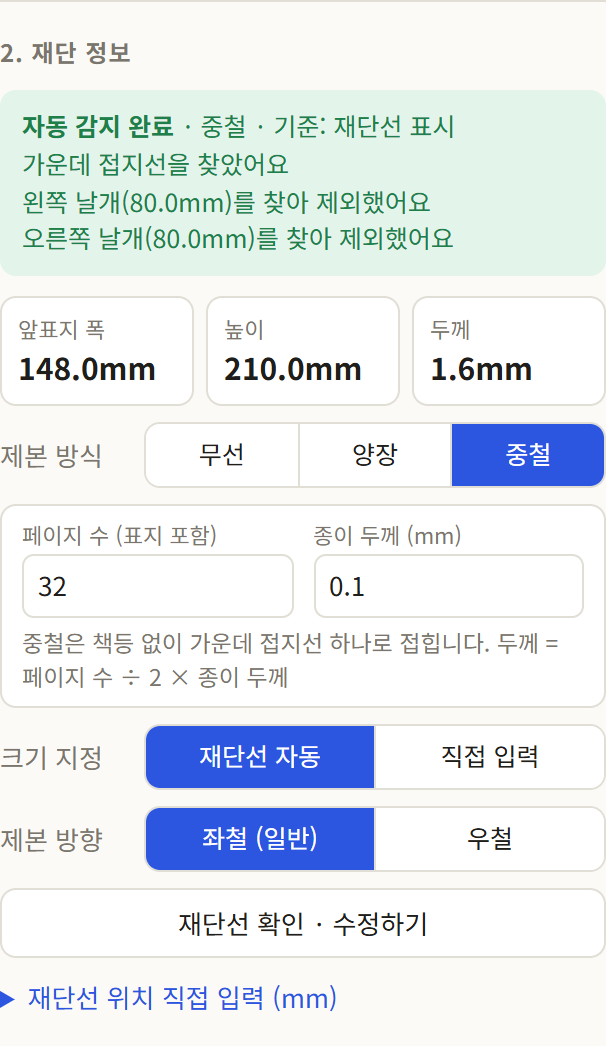 2. 재단 정보
자동 감지 완료 · 중철 · 기준: 재단선 표시
가운데 접지선을 찾았어요
왼쪽 날개(80.0mm)를 찾아 제외했어요
오른쪽 날개(80.0mm)를 찾아 제외했어요
앞표지 폭
148.0mm
높이
210.0mm
두께
1.6mm
제본 방식
무선
양장
중철
페이지 수 (표지 포함)
32
종이 두께 (mm)
0.1
중철은 책등 없이 가운데 접지선 하나로 접힙니다. 두께 =
페이지 수 ÷ 2 × 종이 두께
크기 지정
재단선 자동
직접 입력
제본 방향
좌철 (일반)
우철
재단선 확인 · 수정하기
▶ 재단선 위치 직접 입력 (mm)